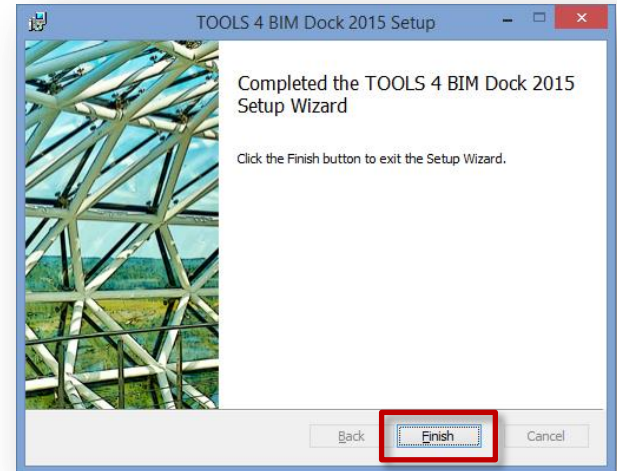 TOOLS 4 BIM Dock 2015 Setup
Completed the TOOLS 4 BIM Dock 2015
Setup Wizard
Click the Finish button to exit the Setup Wizard.
Back Finish Cancel